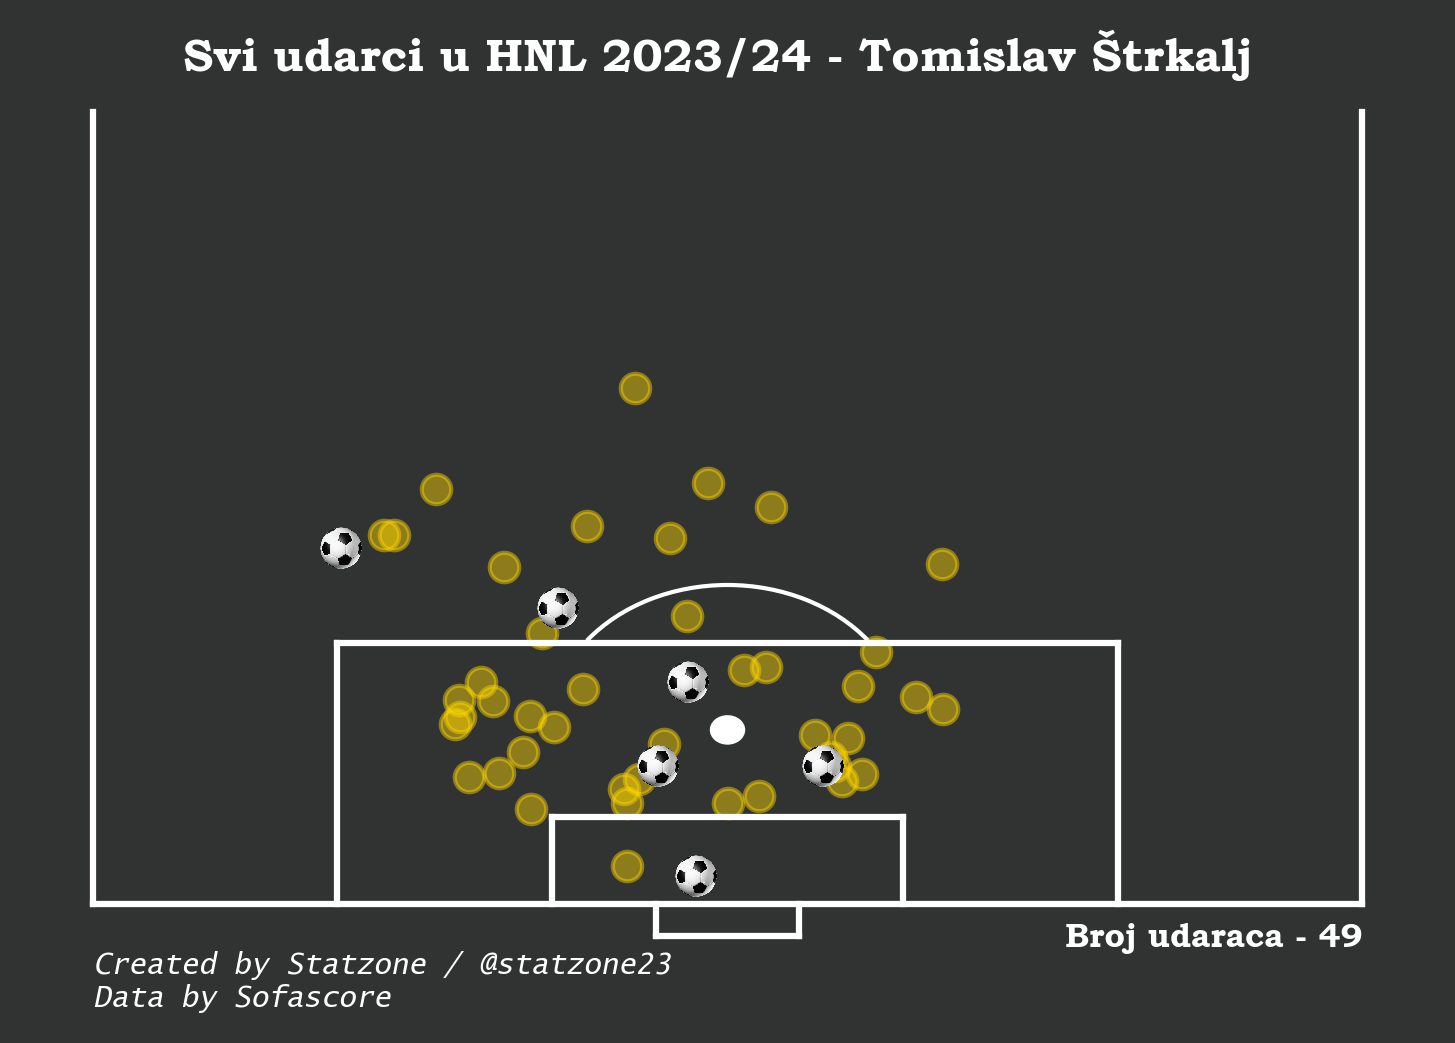 Svi udarci u HNL 2023/24 - Tomislav Štrkalj
Broj udaraca - 49
Created by Statzone / @statzone23
Data by Sofascore